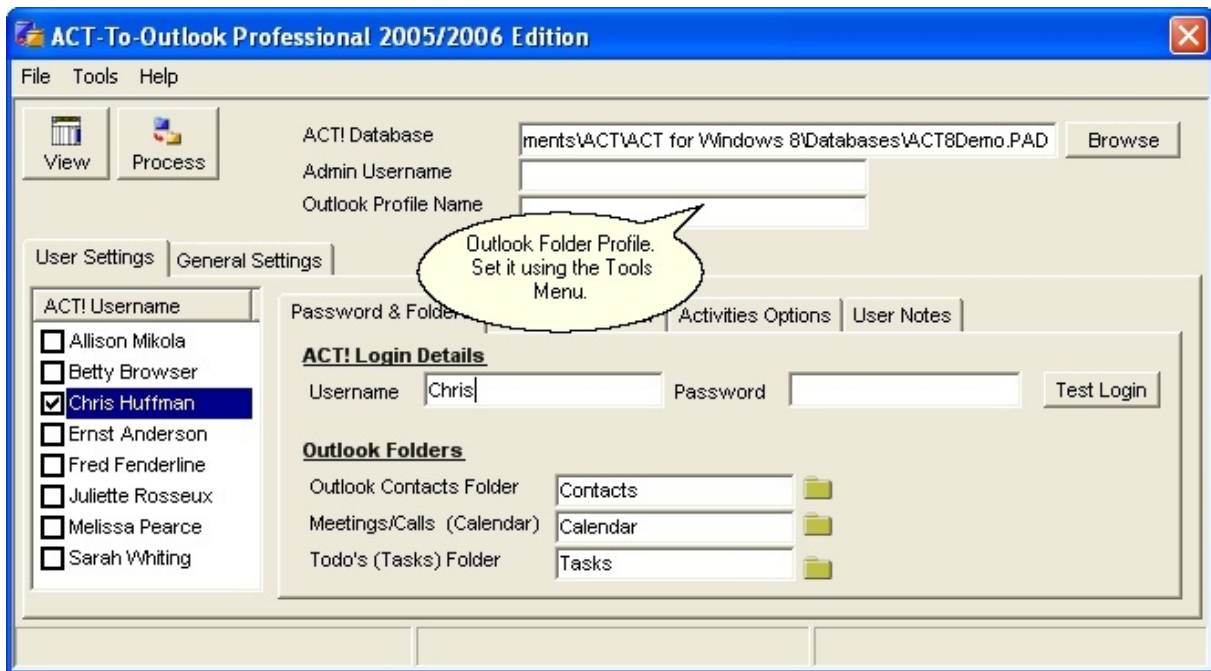 ACT-To-Outlook Professional 2005/2006 Edition
File Tools Help
View Process
ACT! Database ments\ACT\ACT for Windows 8\Databases\ACT8Demo.PAD Browse
Admin Username
Outlook Profile Name
Outlook Folder Profile.
Set it using the Tools
Menu.
User Settings General Settings
ACT! Username
Allison Mikola
Betty Browser
Chris Huffman
Ernst Anderson
Fred Fenderline
Juliette Rosseux
Melissa Pearce
Sarah Whiting
Password & Folder Activities Options User Notes
ACT! Login Details
Username Chris Password Test Login
Outlook Folders
Outlook Contacts Folder Contacts
Meetings/Calls (Calendar) Calendar
Todo's (Tasks) Folder Tasks